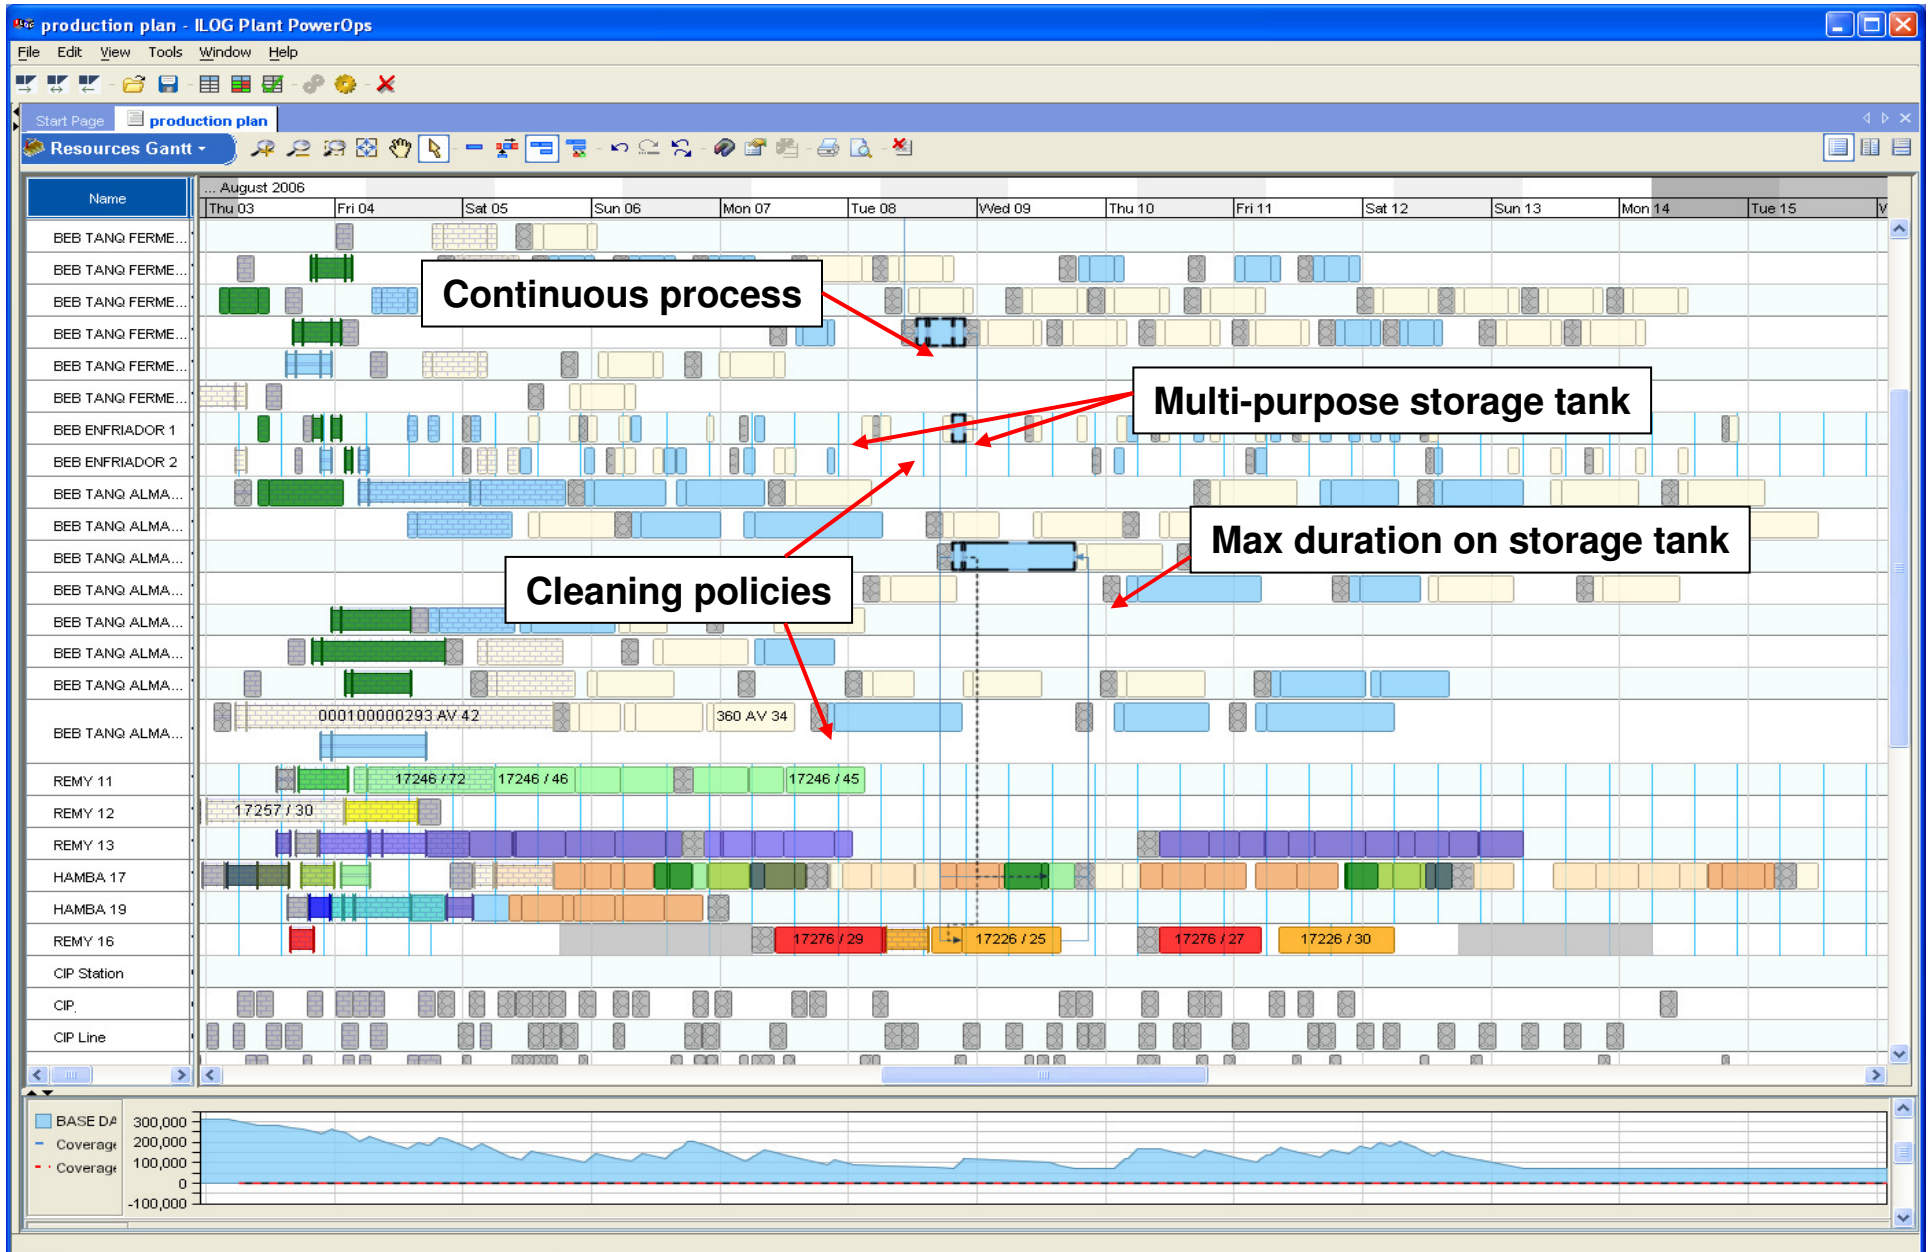 ILOG production plan - ILOG Plant PowerOps
File Edit View Tools Window Help
Start Page production plan
Resources Gantt
Name
... August 2006
Thu 03 Fri 04 Sat 05 Sun 06 Mon 07 Tue 08 Wed 09 Thu 10 Fri 11 Sat 12 Sun 13 Mon 14 Tue 15
BEB TANQ FERME...
BEB TANQ FERME...
BEB TANQ FERME...
Continuous process
BEB TANQ FERME...
BEB TANQ FERME...
BEB TANQ FERME...
Multi-purpose storage tank
BEB ENFRIADOR 1
BEB ENFRIADOR 2
BEB TANQ ALMA...
BEB TANQ ALMA...
Max duration on storage tank
BEB TANQ ALMA...
Cleaning policies
BEB TANQ ALMA...
BEB TANQ ALMA...
BEB TANQ ALMA...
BEB TANQ ALMA...
000100000293 AV 42 360 AV 34
BEB TANQ ALMA...
REMY 11 17246 / 72 17246 / 46 17246 / 45
REMY 12 17257 / 30
REMY 13
HAMBA 17
HAMBA 19
REMY 16 17276 / 29 17226 / 25 17276 / 27 17226 / 30
CIP Station
CIP.
CIP Line
BASE DA
Coverage
Coverage
300,000
200,000
100,000
0
-100,000